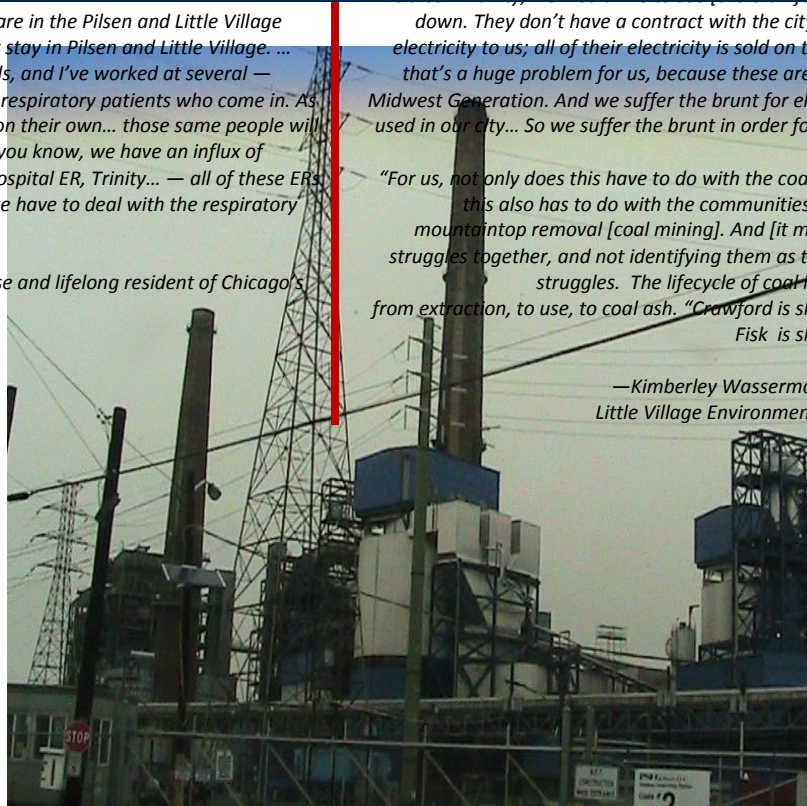 are in the Pilsen and Little Village
stay in Pilsen and Little Village. …
ls, and I’ve worked at several —
respiratory patients who come in. As
on their own… those same people will
you know, we have an influx of
ospital ER, Trinity… — all of these ERs
e have to deal with the respiratory
se and lifelong resident of Chicago’s
down. They don’t have a contract with the city
electricity to us; all of their electricity is sold on t
that’s a huge problem for us, because these are
Midwest Generation. And we suffer the brunt for el
used in our city… So we suffer the brunt in order fo
“For us, not only does this have to do with the coa
this also has to do with the communities
mountaintop removal [coal mining]. And [it m
struggles together, and not identifying them as t
struggles. The lifecycle of coal
from extraction, to use, to coal ash. “Crawford is sl
Fisk is sl
—Kimberley Wasserma
Little Village Environmen
STOP